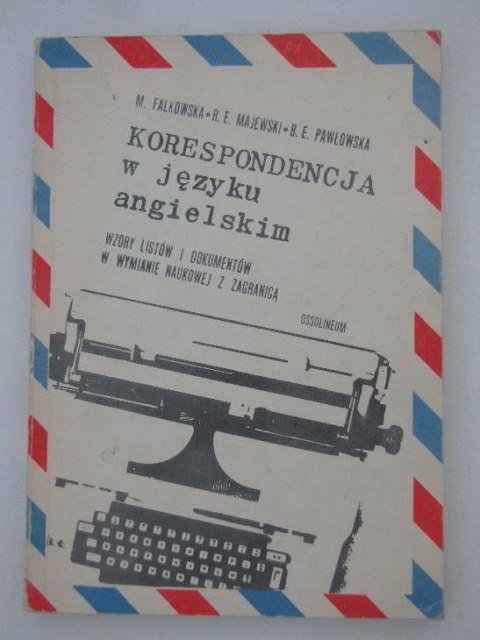 M. FALKOWSKA • R. E. MAJEWSKI • B. E. PAWŁOWSKA
KORESPONDENCJA
w języku
angielskim
WZORY LISTÓW I DOKUMENTÓW
W WYMIANIE NAUKOWEJ Z ZAGRANICĄ
OSSOLINEUM